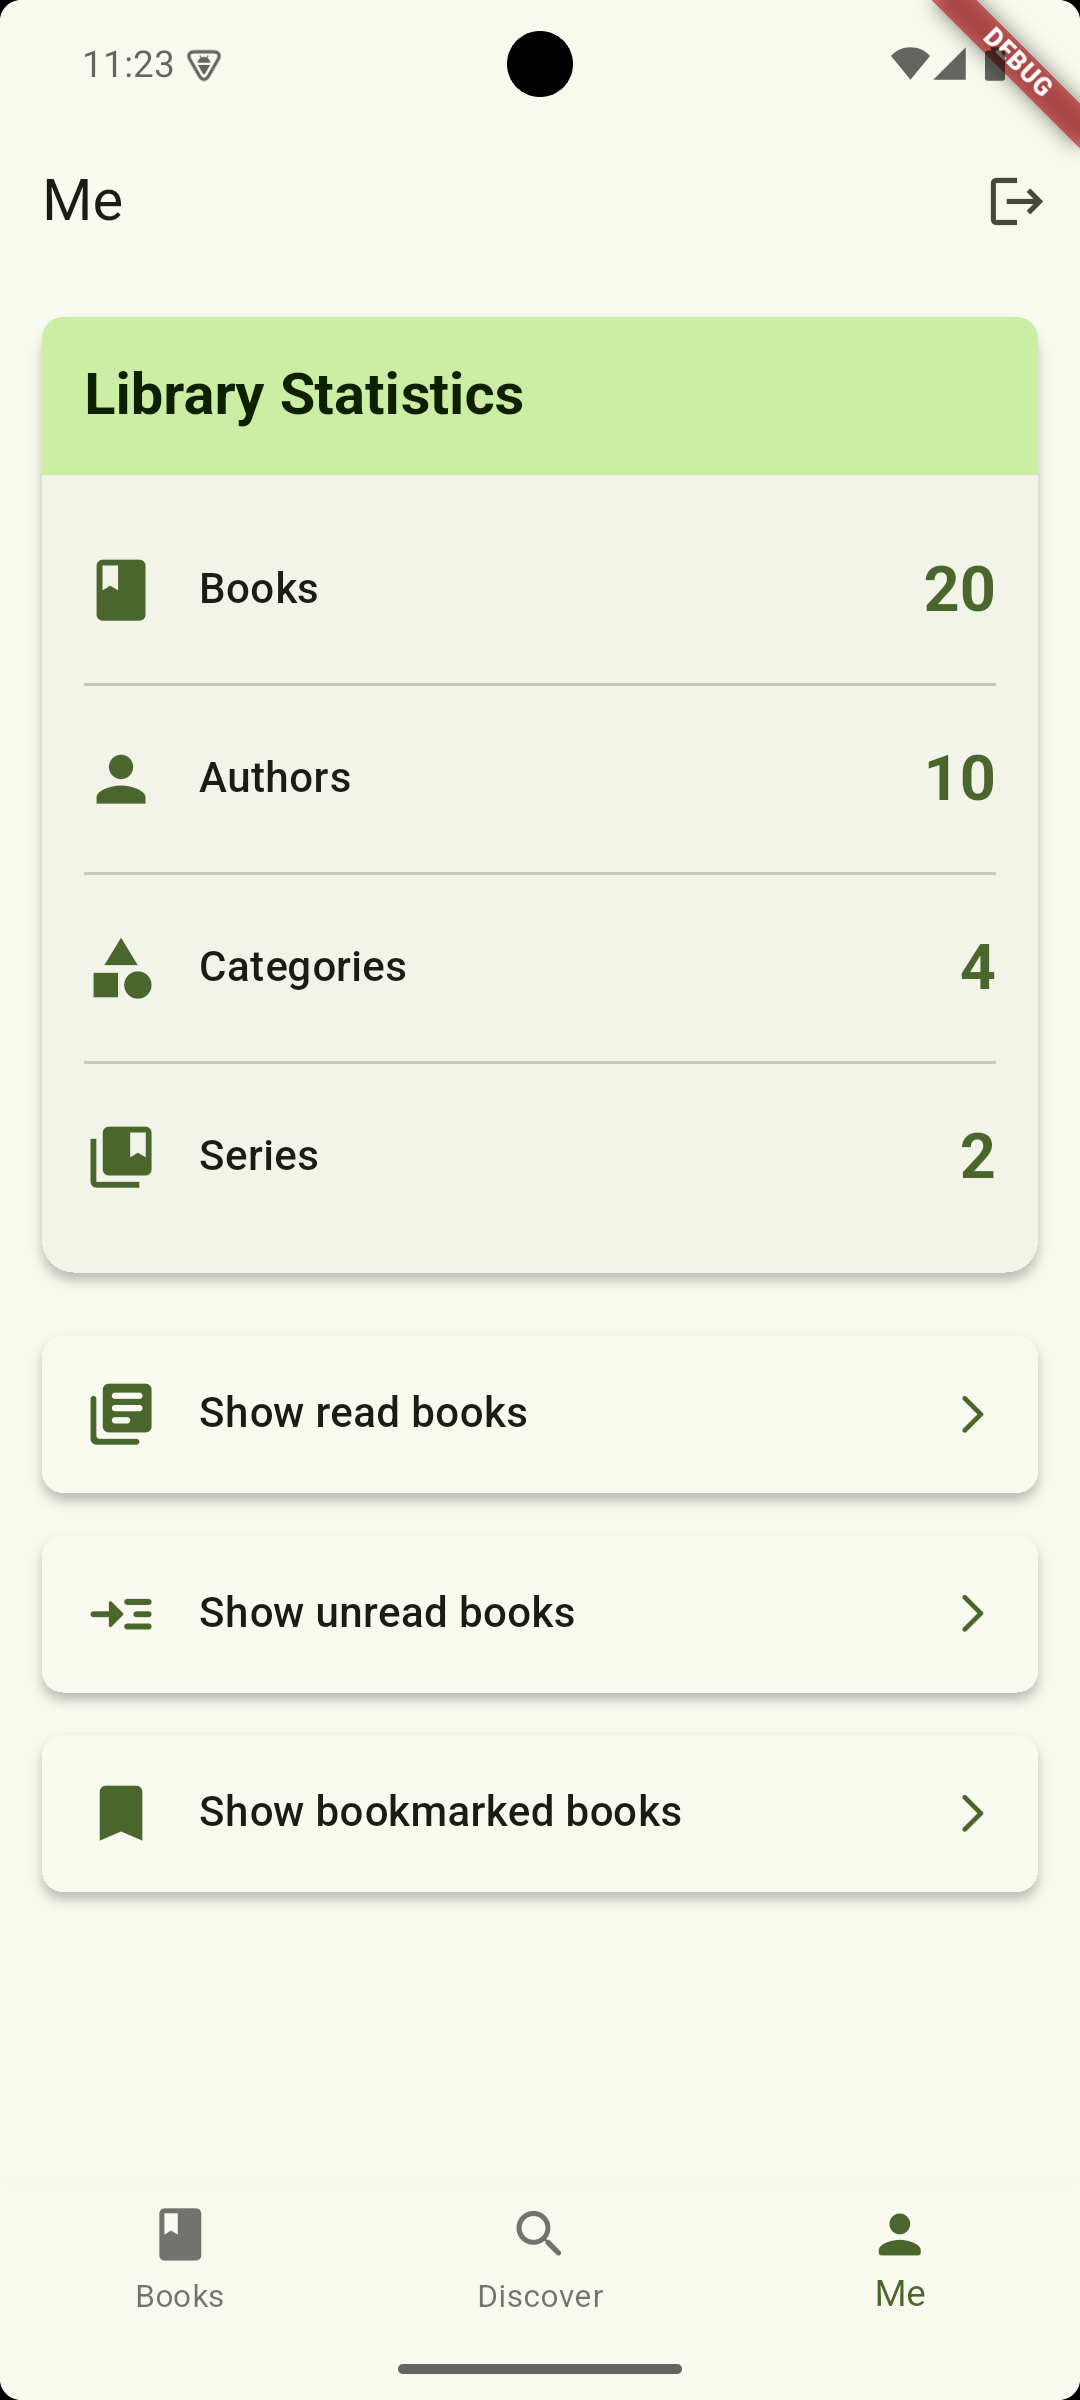 11:23
DEBUG
Me
Library Statistics
Books 20
Authors 10
Categories 4
Series 2
Show read books
Show unread books
Show bookmarked books
Books Discover Me